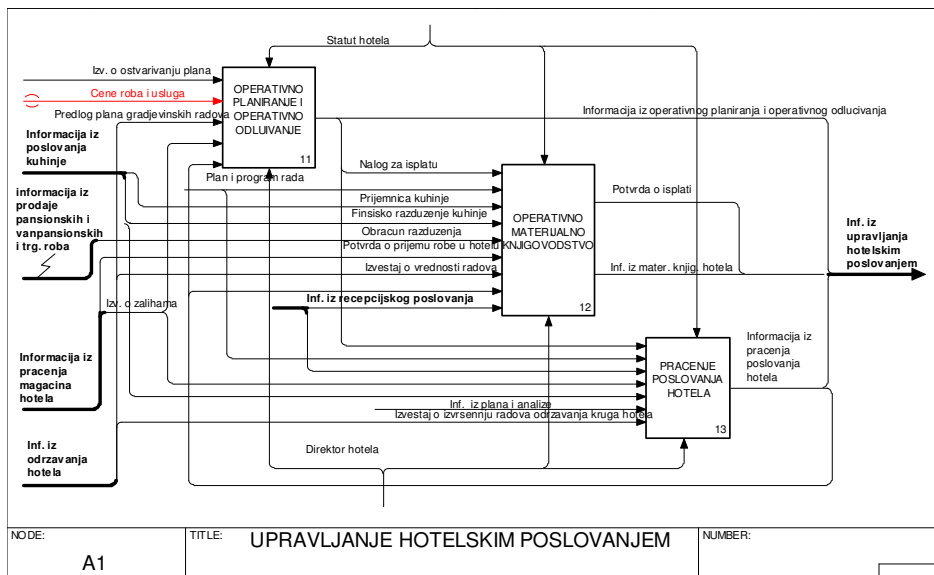 Statut hotela
Izv. o ostvarivanju plana
Cene roba i usluga
Predlog plana gradjevinskih radova
OPERATIVNO
PLANIRANJE I
OPERATIVNO
ODLUIVANJE
11
Informacija iz operativnog planiranja i operativnog odlucivanja
Informacija iz
poslovanja
kuhinje
Plan i program rada
Nalog za isplatu
Prijemnica kuhinje
Finsisko razduzenje kuhinje
Obracun razduzenja
Potvrda o prijemu robe u hotelu
Izvestaj o vrednosti radova
OPERATIVNO
MATERIJALNO
KNJIGOVODSTVO
12
Potvrda o isplati
Inf. iz mater. knjig. hotela
Inf. iz
upravljanja
hotelskim
poslovanjem
informacija iz
prodaje
pansionskih i
vanpansionskih
i trg. roba
Izv. o zalihama
Inf. iz recepcijskog poslovanja
Informacija iz
pracenja
magacina
hotela
PRACENJE
POSLOVANJA
HOTELA
13
Informacija iz
pracenja
poslovanja
hotela
Inf. iz plana i analize
Izvestaj o izvrsennju radova odrzavanja kruga hotela
Inf. iz
odrzavanja
hotela
Direktor hotela
NODE:
A1
TITLE:
UPRAVLJANJE HOTELSKIM POSLOVANJEM
NUMBER: